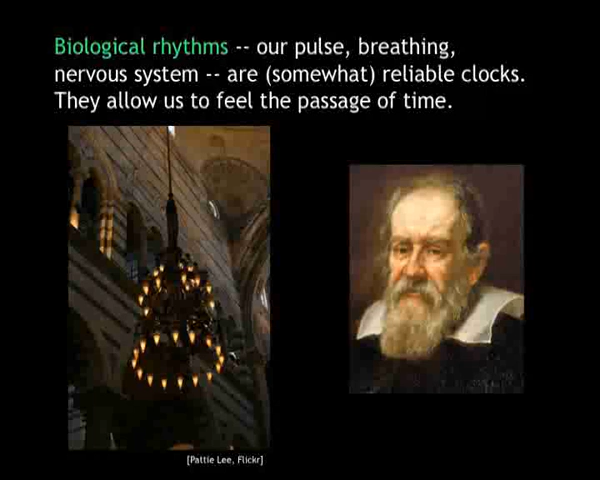 Biological rhythms -- our pulse, breathing,
nervous system -- are (somewhat) reliable clocks.
They allow us to feel the passage of time.
[Pattie Lee, Flickr]